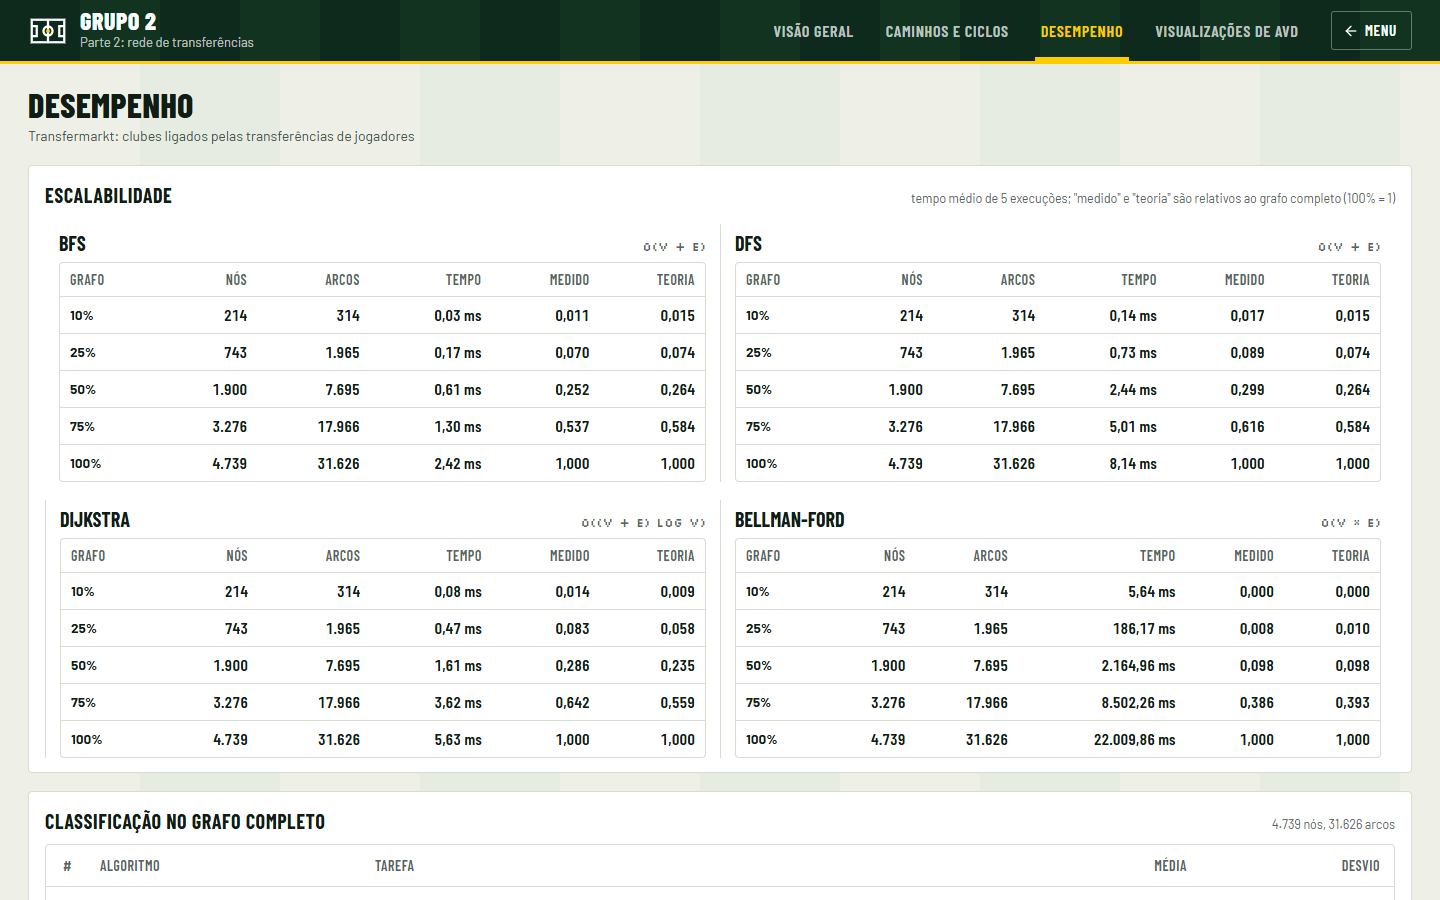 GRUPO 2
Parte 2: rede de transferências
VISÃO GERAL
CAMINHOS E CICLOS
DESEMPENHO
VISUALIZAÇÕES DE AVD
← MENU
DESEMPENHO
Transfermarkt: clubes ligados pelas transferências de jogadores
ESCALABILIDADE
tempo médio de 5 execuções; "medido" e "teoria" são relativos ao grafo completo (100% = 1)
BFS O(V + E)
GRAFO NÓS ARCOS TEMPO MEDIDO TEORIA
10% 214 314 0,03 ms 0,011 0,015
25% 743 1.965 0,17 ms 0,070 0,074
50% 1.900 7.695 0,61 ms 0,252 0,264
75% 3.276 17.966 1,30 ms 0,537 0,584
100% 4.739 31.626 2,42 ms 1,000 1,000
DFS O(V + E)
GRAFO NÓS ARCOS TEMPO MEDIDO TEORIA
10% 214 314 0,14 ms 0,017 0,015
25% 743 1.965 0,73 ms 0,089 0,074
50% 1.900 7.695 2,44 ms 0,299 0,264
75% 3.276 17.966 5,01 ms 0,616 0,584
100% 4.739 31.626 8,14 ms 1,000 1,000
DIJKSTRA O((V + E) LOG V)
GRAFO NÓS ARCOS TEMPO MEDIDO TEORIA
10% 214 314 0,08 ms 0,014 0,009
25% 743 1.965 0,47 ms 0,083 0,058
50% 1.900 7.695 1,61 ms 0,286 0,235
75% 3.276 17.966 3,62 ms 0,642 0,559
100% 4.739 31.626 5,63 ms 1,000 1,000
BELLMAN-FORD O(V × E)
GRAFO NÓS ARCOS TEMPO MEDIDO TEORIA
10% 214 314 5,64 ms 0,000 0,000
25% 743 1.965 186,17 ms 0,008 0,010
50% 1.900 7.695 2.164,96 ms 0,098 0,098
75% 3.276 17.966 8.502,26 ms 0,386 0,393
100% 4.739 31.626 22.009,86 ms 1,000 1,000
CLASSIFICAÇÃO NO GRAFO COMPLETO
4.739 nós, 31.626 arcos
# ALGORITMO TAREFA MÉDIA DESVIO